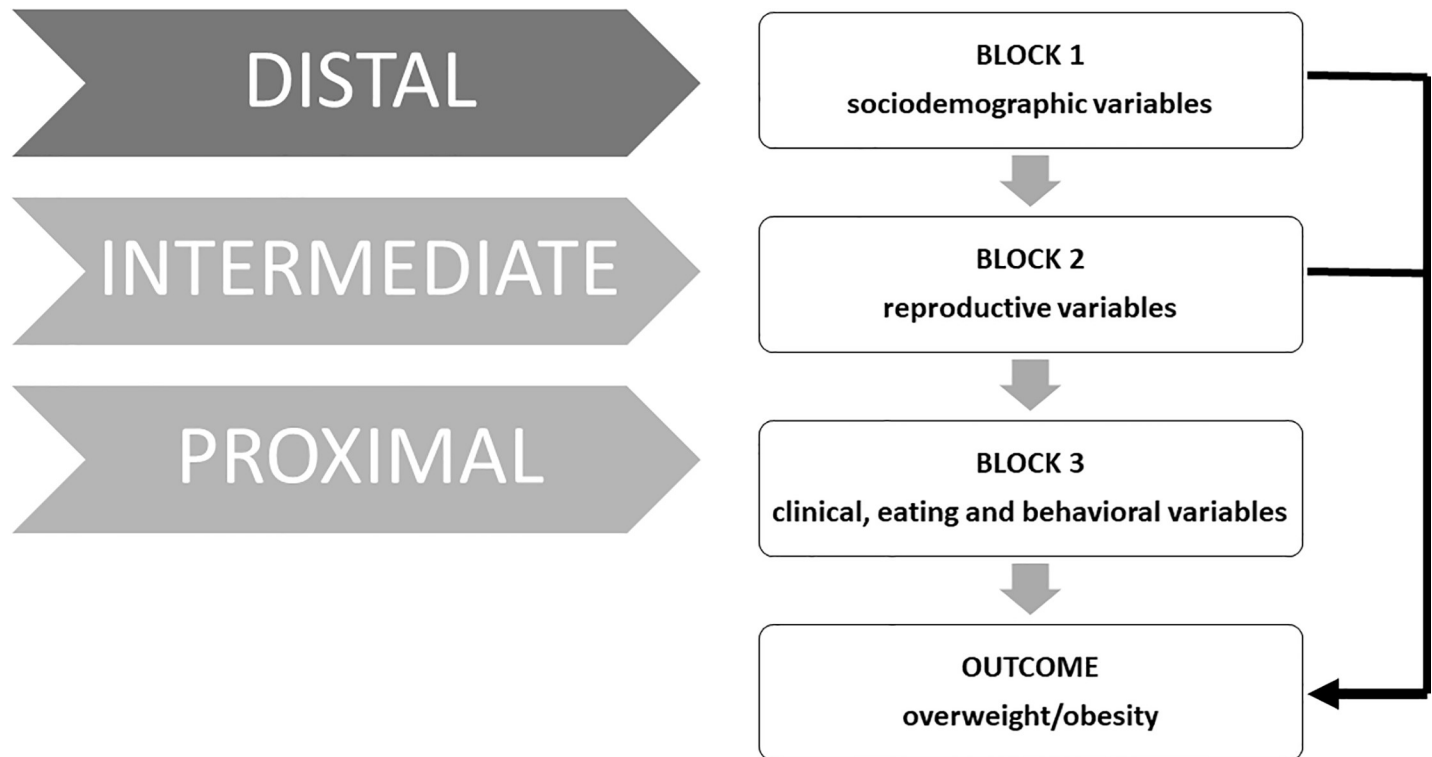 DISTAL
BLOCK 1
sociodemographic variables
INTERMEDIATE
BLOCK 2
reproductive variables
PROXIMAL
BLOCK 3
clinical, eating and behavioral variables
OUTCOME
overweight/obesity